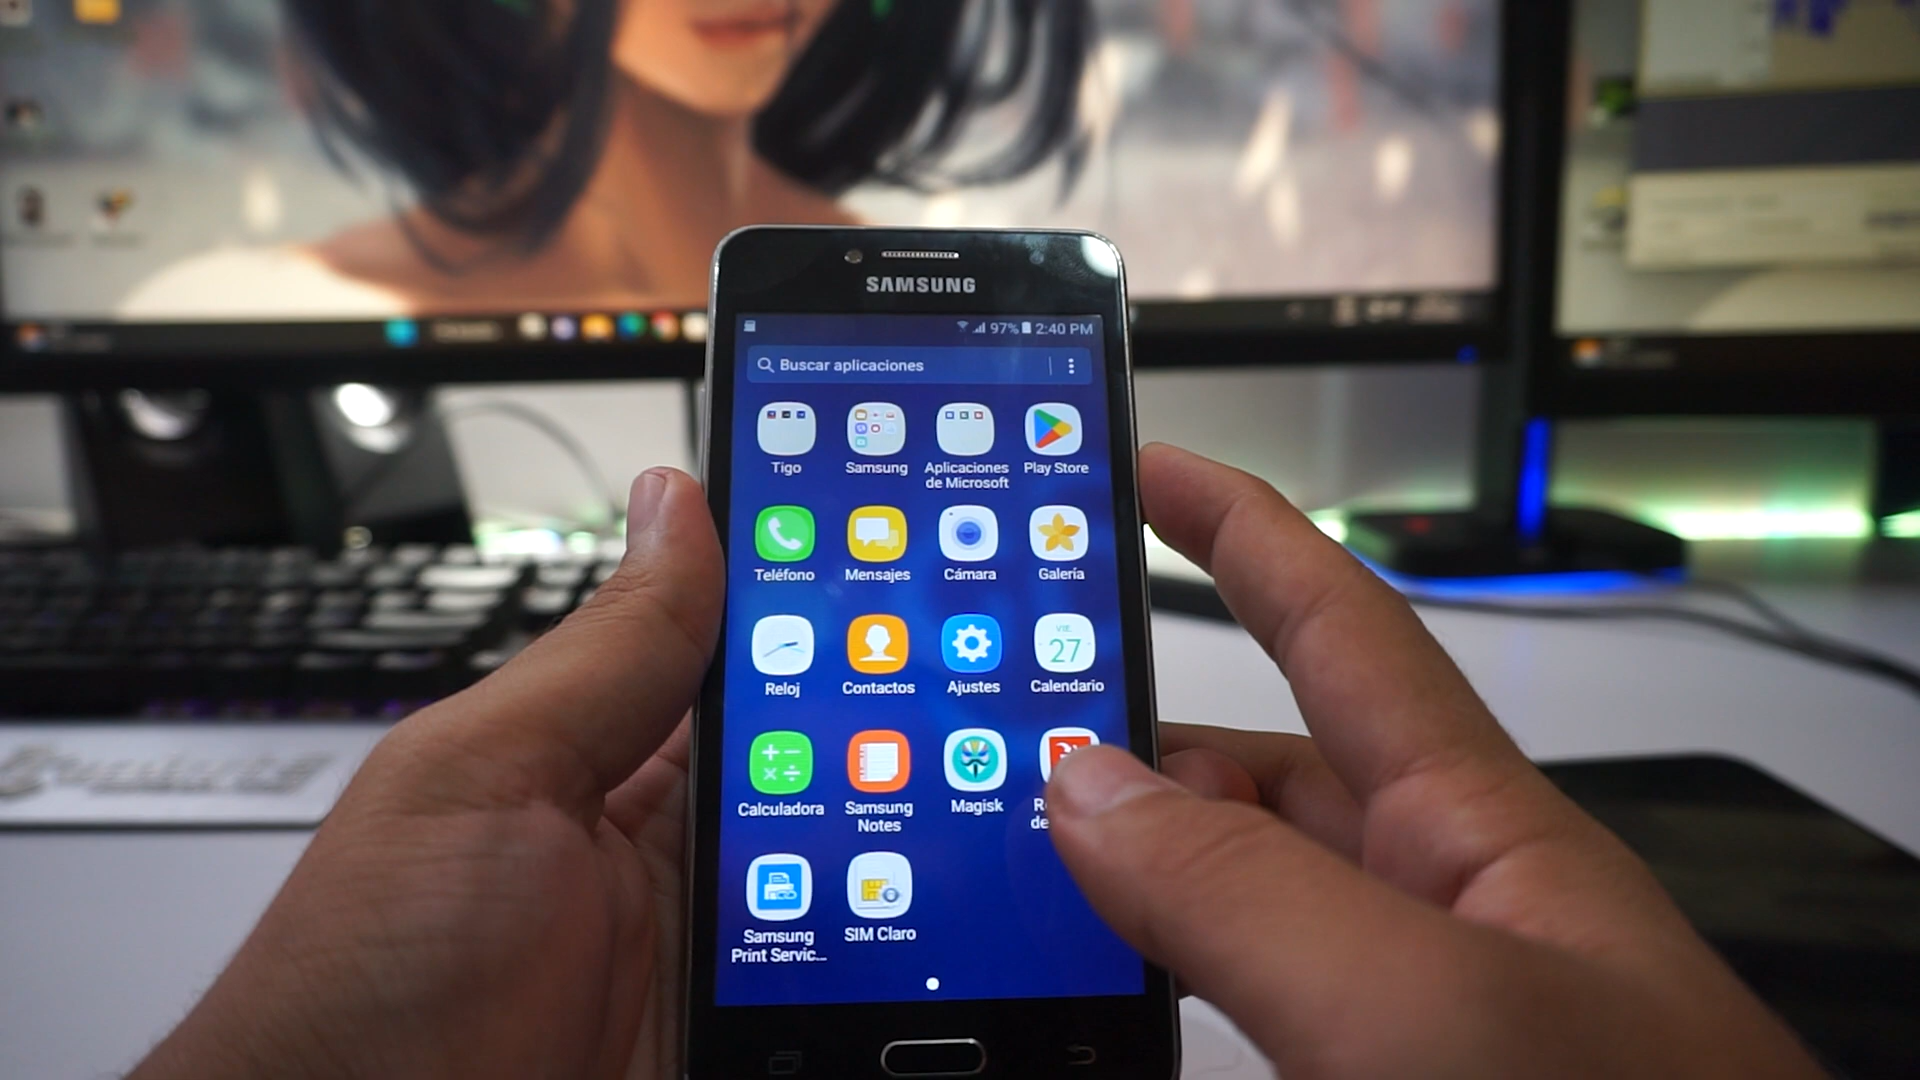 SAMSUNG
97% 2:40 PM
Buscar aplicaciones
Tigo
Samsung
Aplicaciones
de Microsoft
Play Store
Teléfono
Mensajes
Cámara
Galería
VIE.
27
Reloj
Contactos
Ajustes
Calendario
Calculadora
Samsung
Notes
Magisk
de
Samsung
Print Servic...
SIM Claro